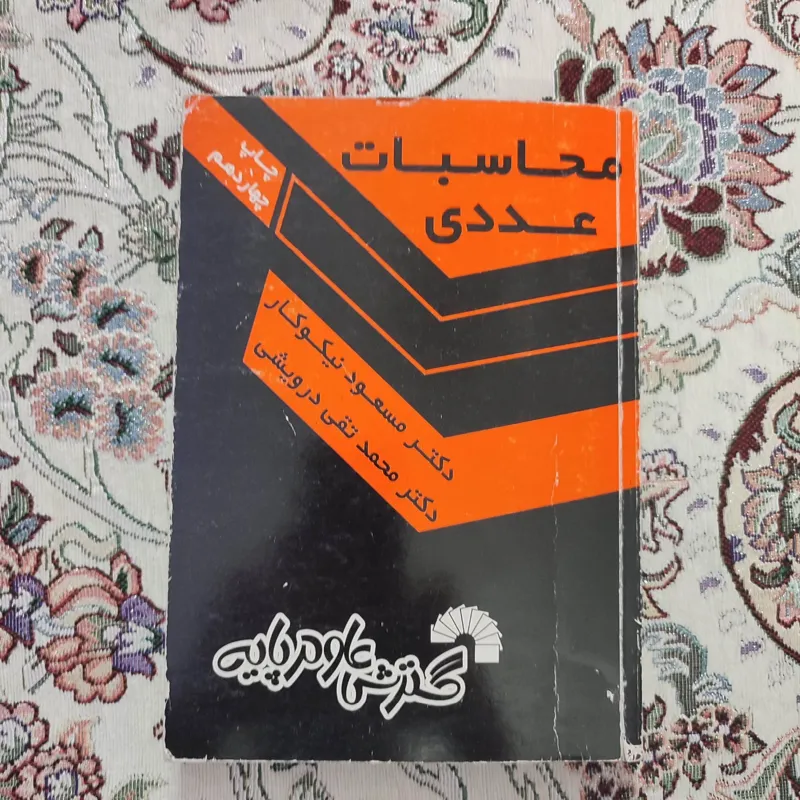 محاسبات
عددی
چاپ
چهاردهم
دکتر مسعود نیکوکار
دکتر محمد تقی درویشی
گسترش علوم پایه